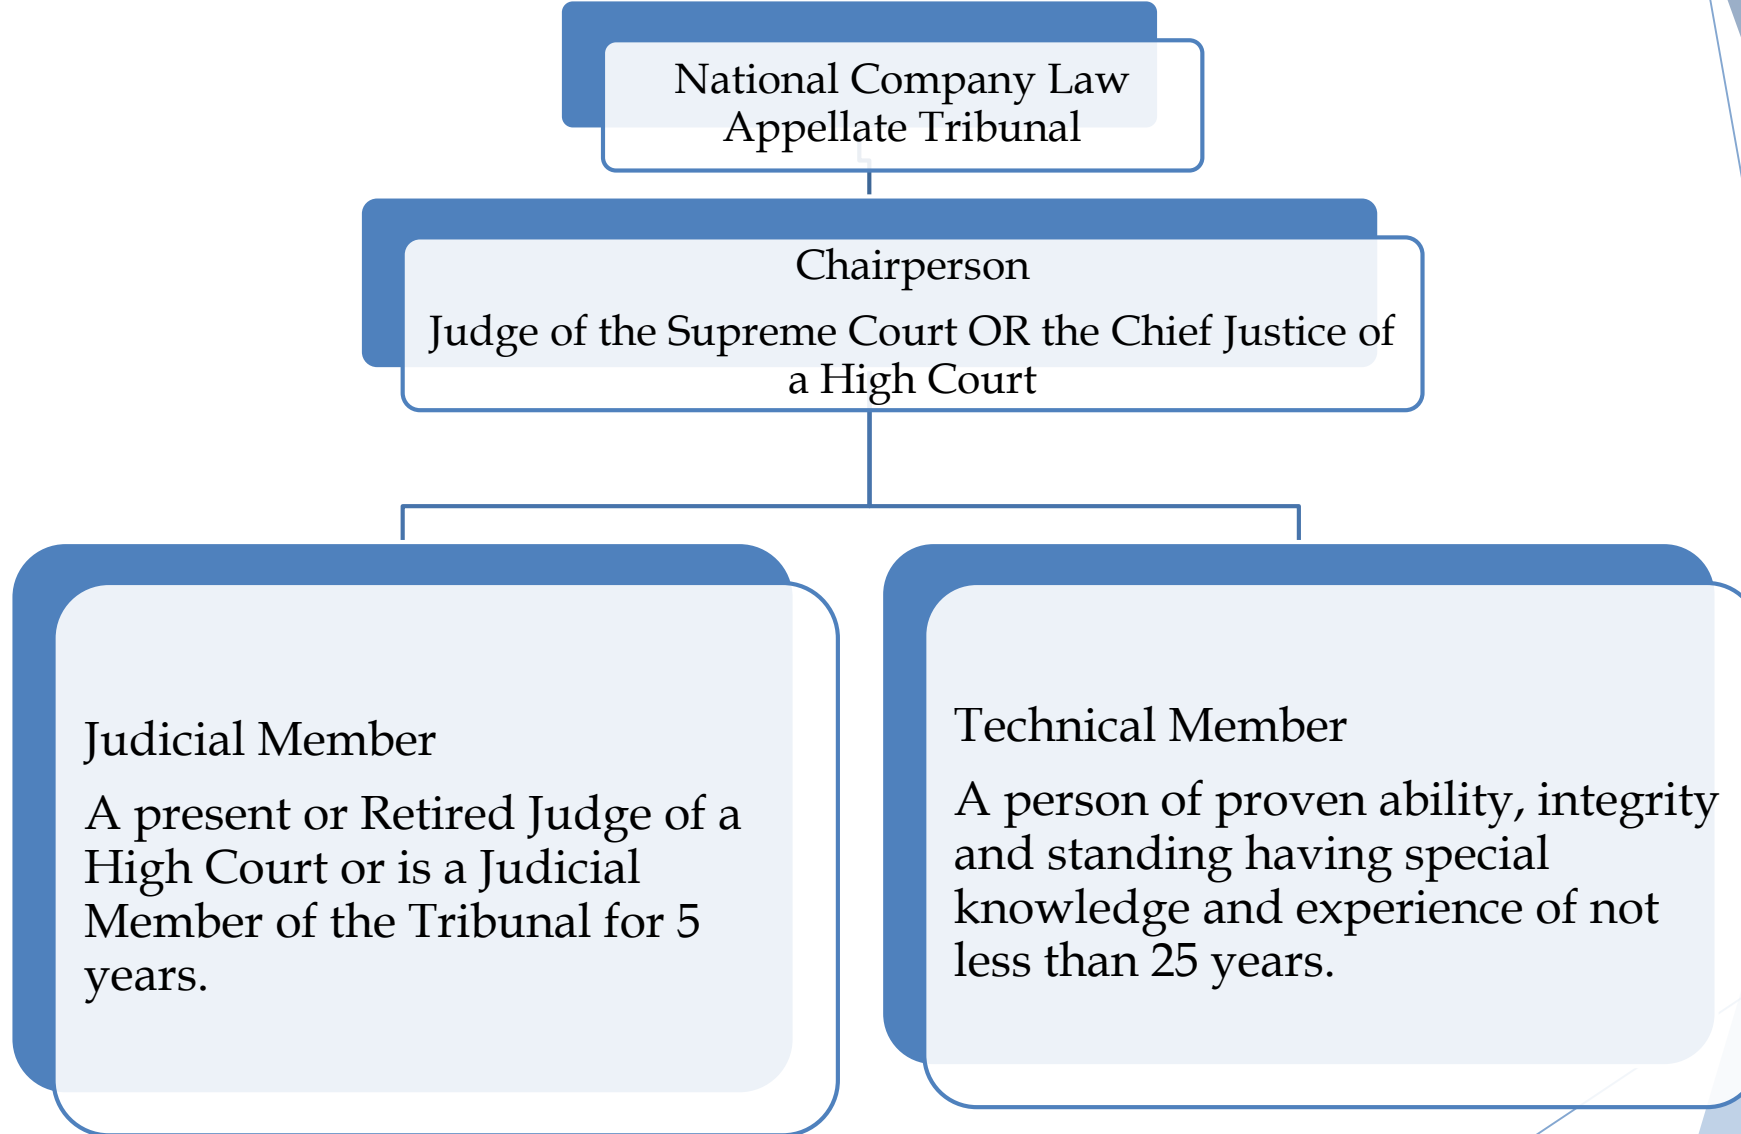 National Company Law
Appellate Tribunal
Chairperson
Judge of the Supreme Court OR the Chief Justice of
a High Court
Judicial Member
A present or Retired Judge of a
High Court or is a Judicial
Member of the Tribunal for 5
years.
Technical Member
A person of proven ability, integrity
and standing having special
knowledge and experience of not
less than 25 years.